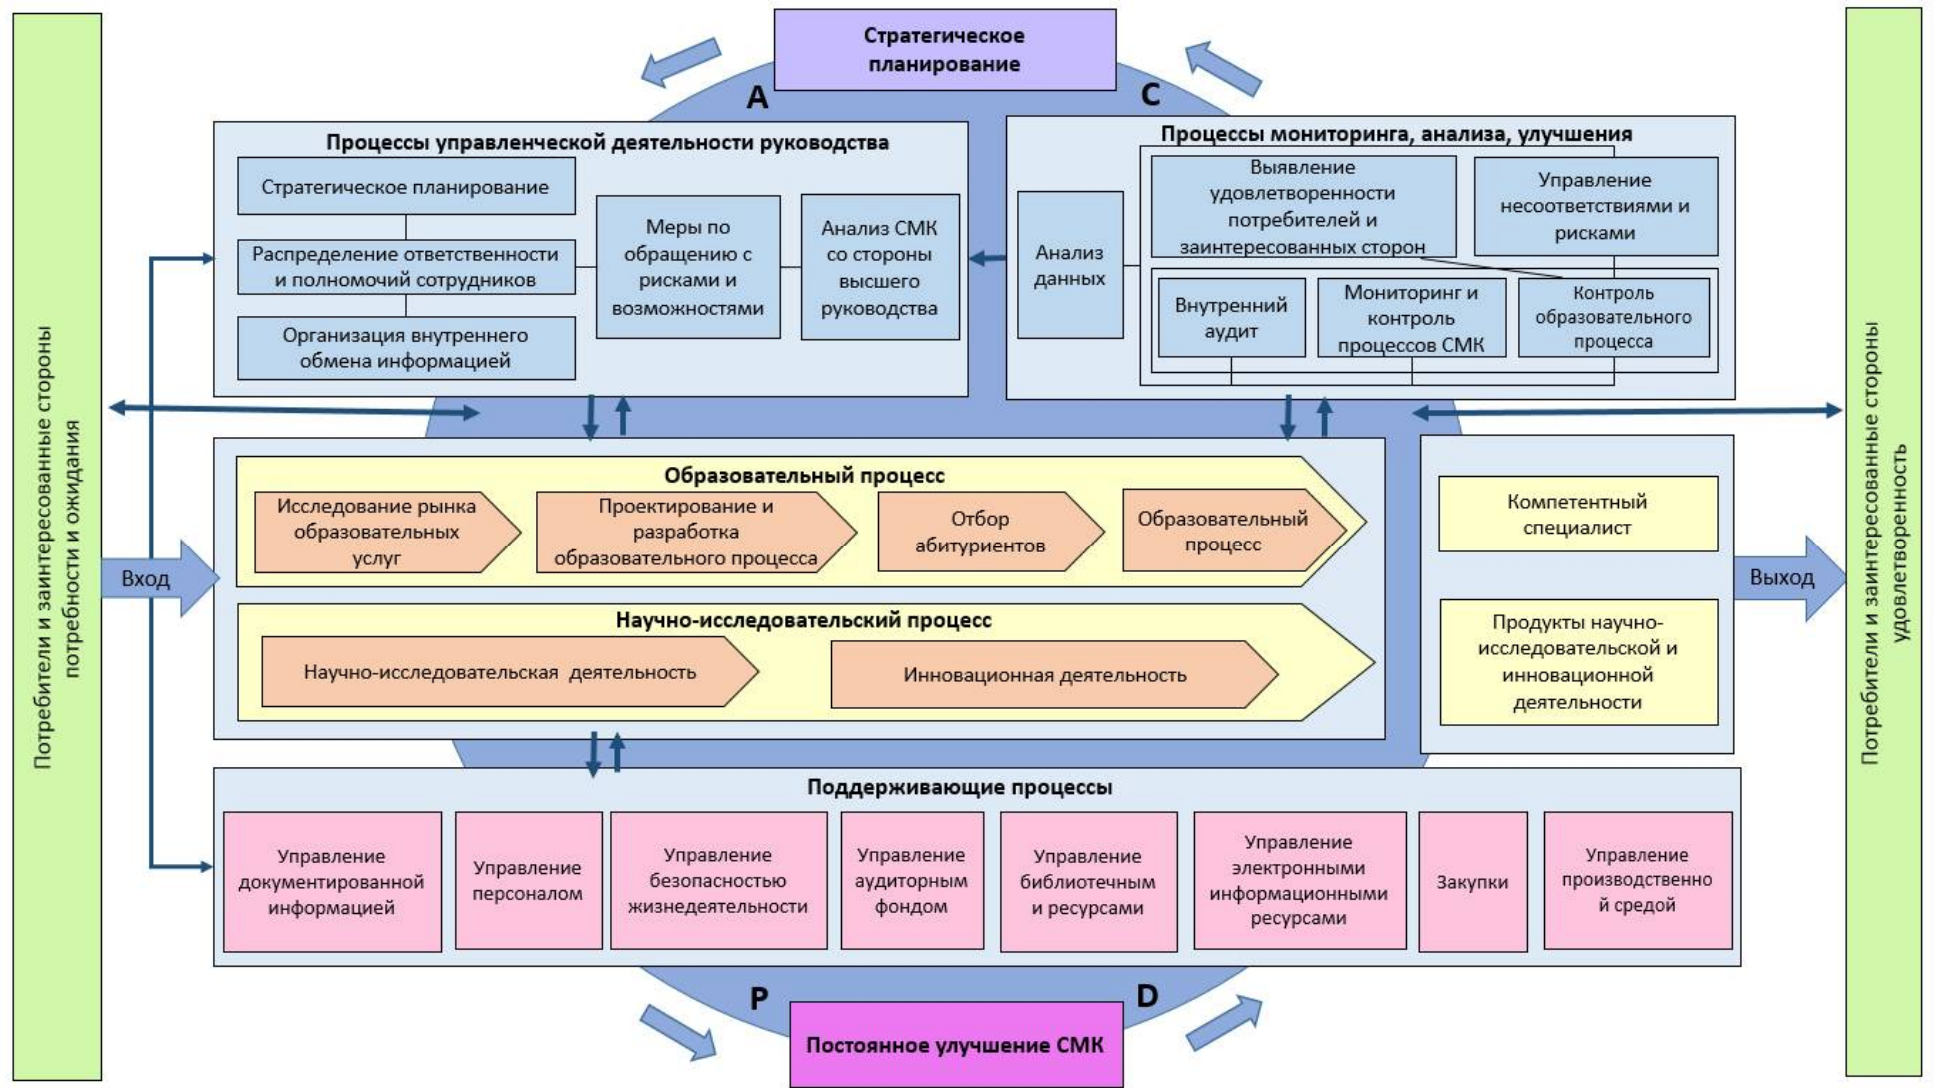 Стратегическое
планирование
A
C
Процессы управленческой деятельности руководства
Стратегическое планирование
Распределение ответственности
и полномочий сотрудников
Организация внутреннего
обмена информацией
Меры по
обращению с
рисками и
возможностями
Анализ СМК
со стороны
высшего
руководства
Процессы мониторинга, анализа, улучшения
Анализ
данных
Выявление
удовлетворенности
потребителей и
заинтересованных сторон
Управление
несоответствиями и
рисками
Внутренний
аудит
Мониторинг и
контроль
процессов СМК
Контроль
образовательного
процесса
Потребители и заинтересованные стороны
потребности и ожидания
Вход
Образовательный процесс
Исследование рынка
образовательных
услуг
Проектирование и
разработка
образовательного процесса
Отбор
абитуриентов
Образовательный
процесс
Научно-исследовательский процесс
Научно-исследовательская деятельность
Инновационная деятельность
Компетентный
специалист
Продукты научно-
исследовательской и
инновационной
деятельности
Выход
Потребители и заинтересованные стороны
удовлетворенность
Поддерживающие процессы
Управление
документированной
информацией
Управление
персоналом
Управление
безопасностью
жизнедеятельности
Управление
аудиторным
фондом
Управление
библиотечным
и ресурсами
Управление
электронными
информационными
ресурсами
Закупки
Управление
производственно
й средой
P
D
Постоянное улучшение СМК